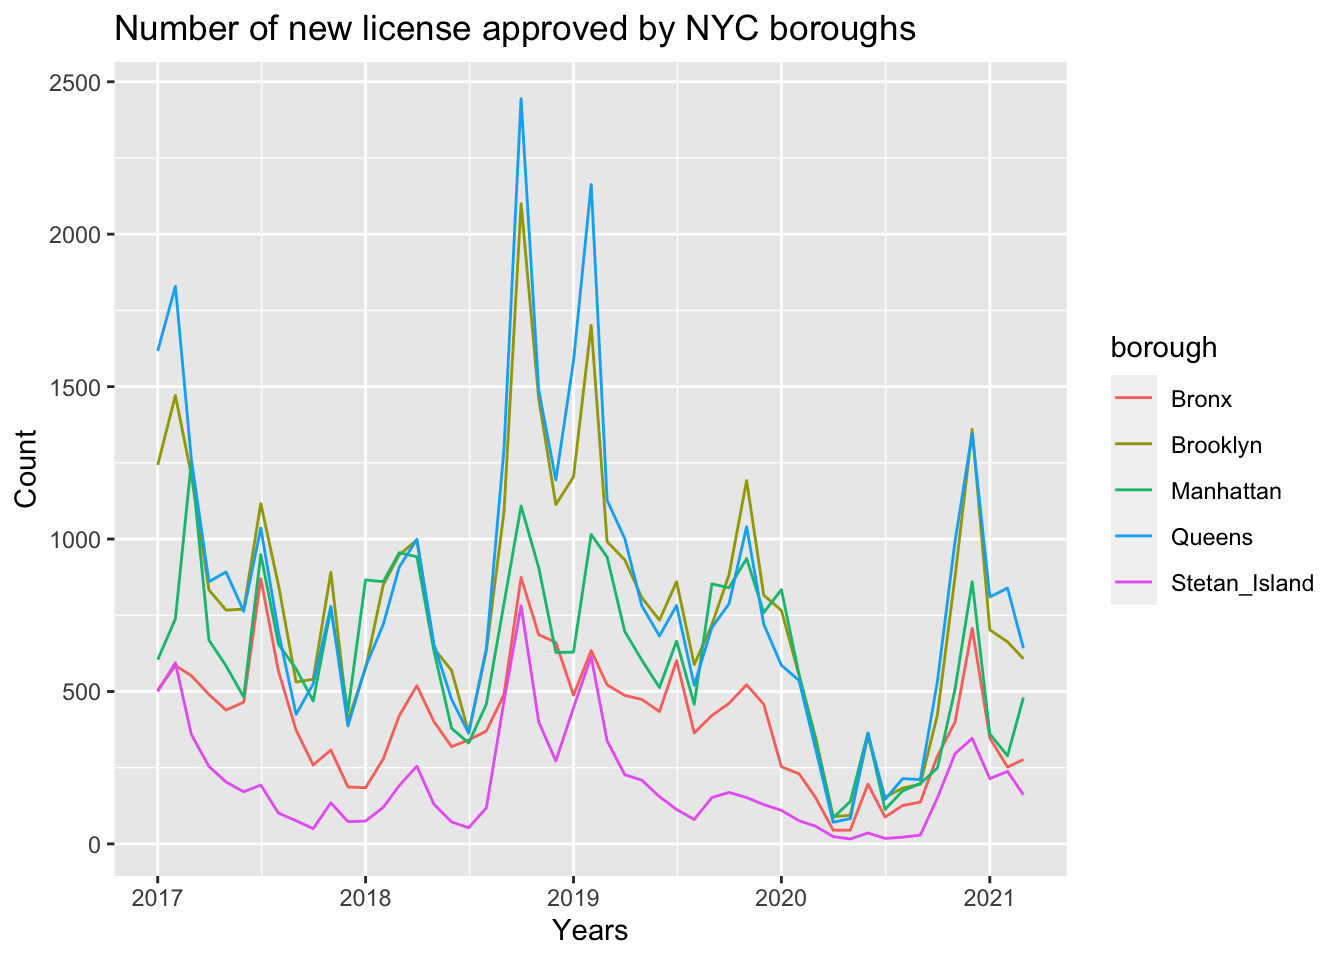 Number of new license approved by NYC boroughs
2500
2000
1500
1000
500
0
Count
2017 2018 2019 2020 2021
Years
borough
Bronx
Brooklyn
Manhattan
Queens
Stetan_Island